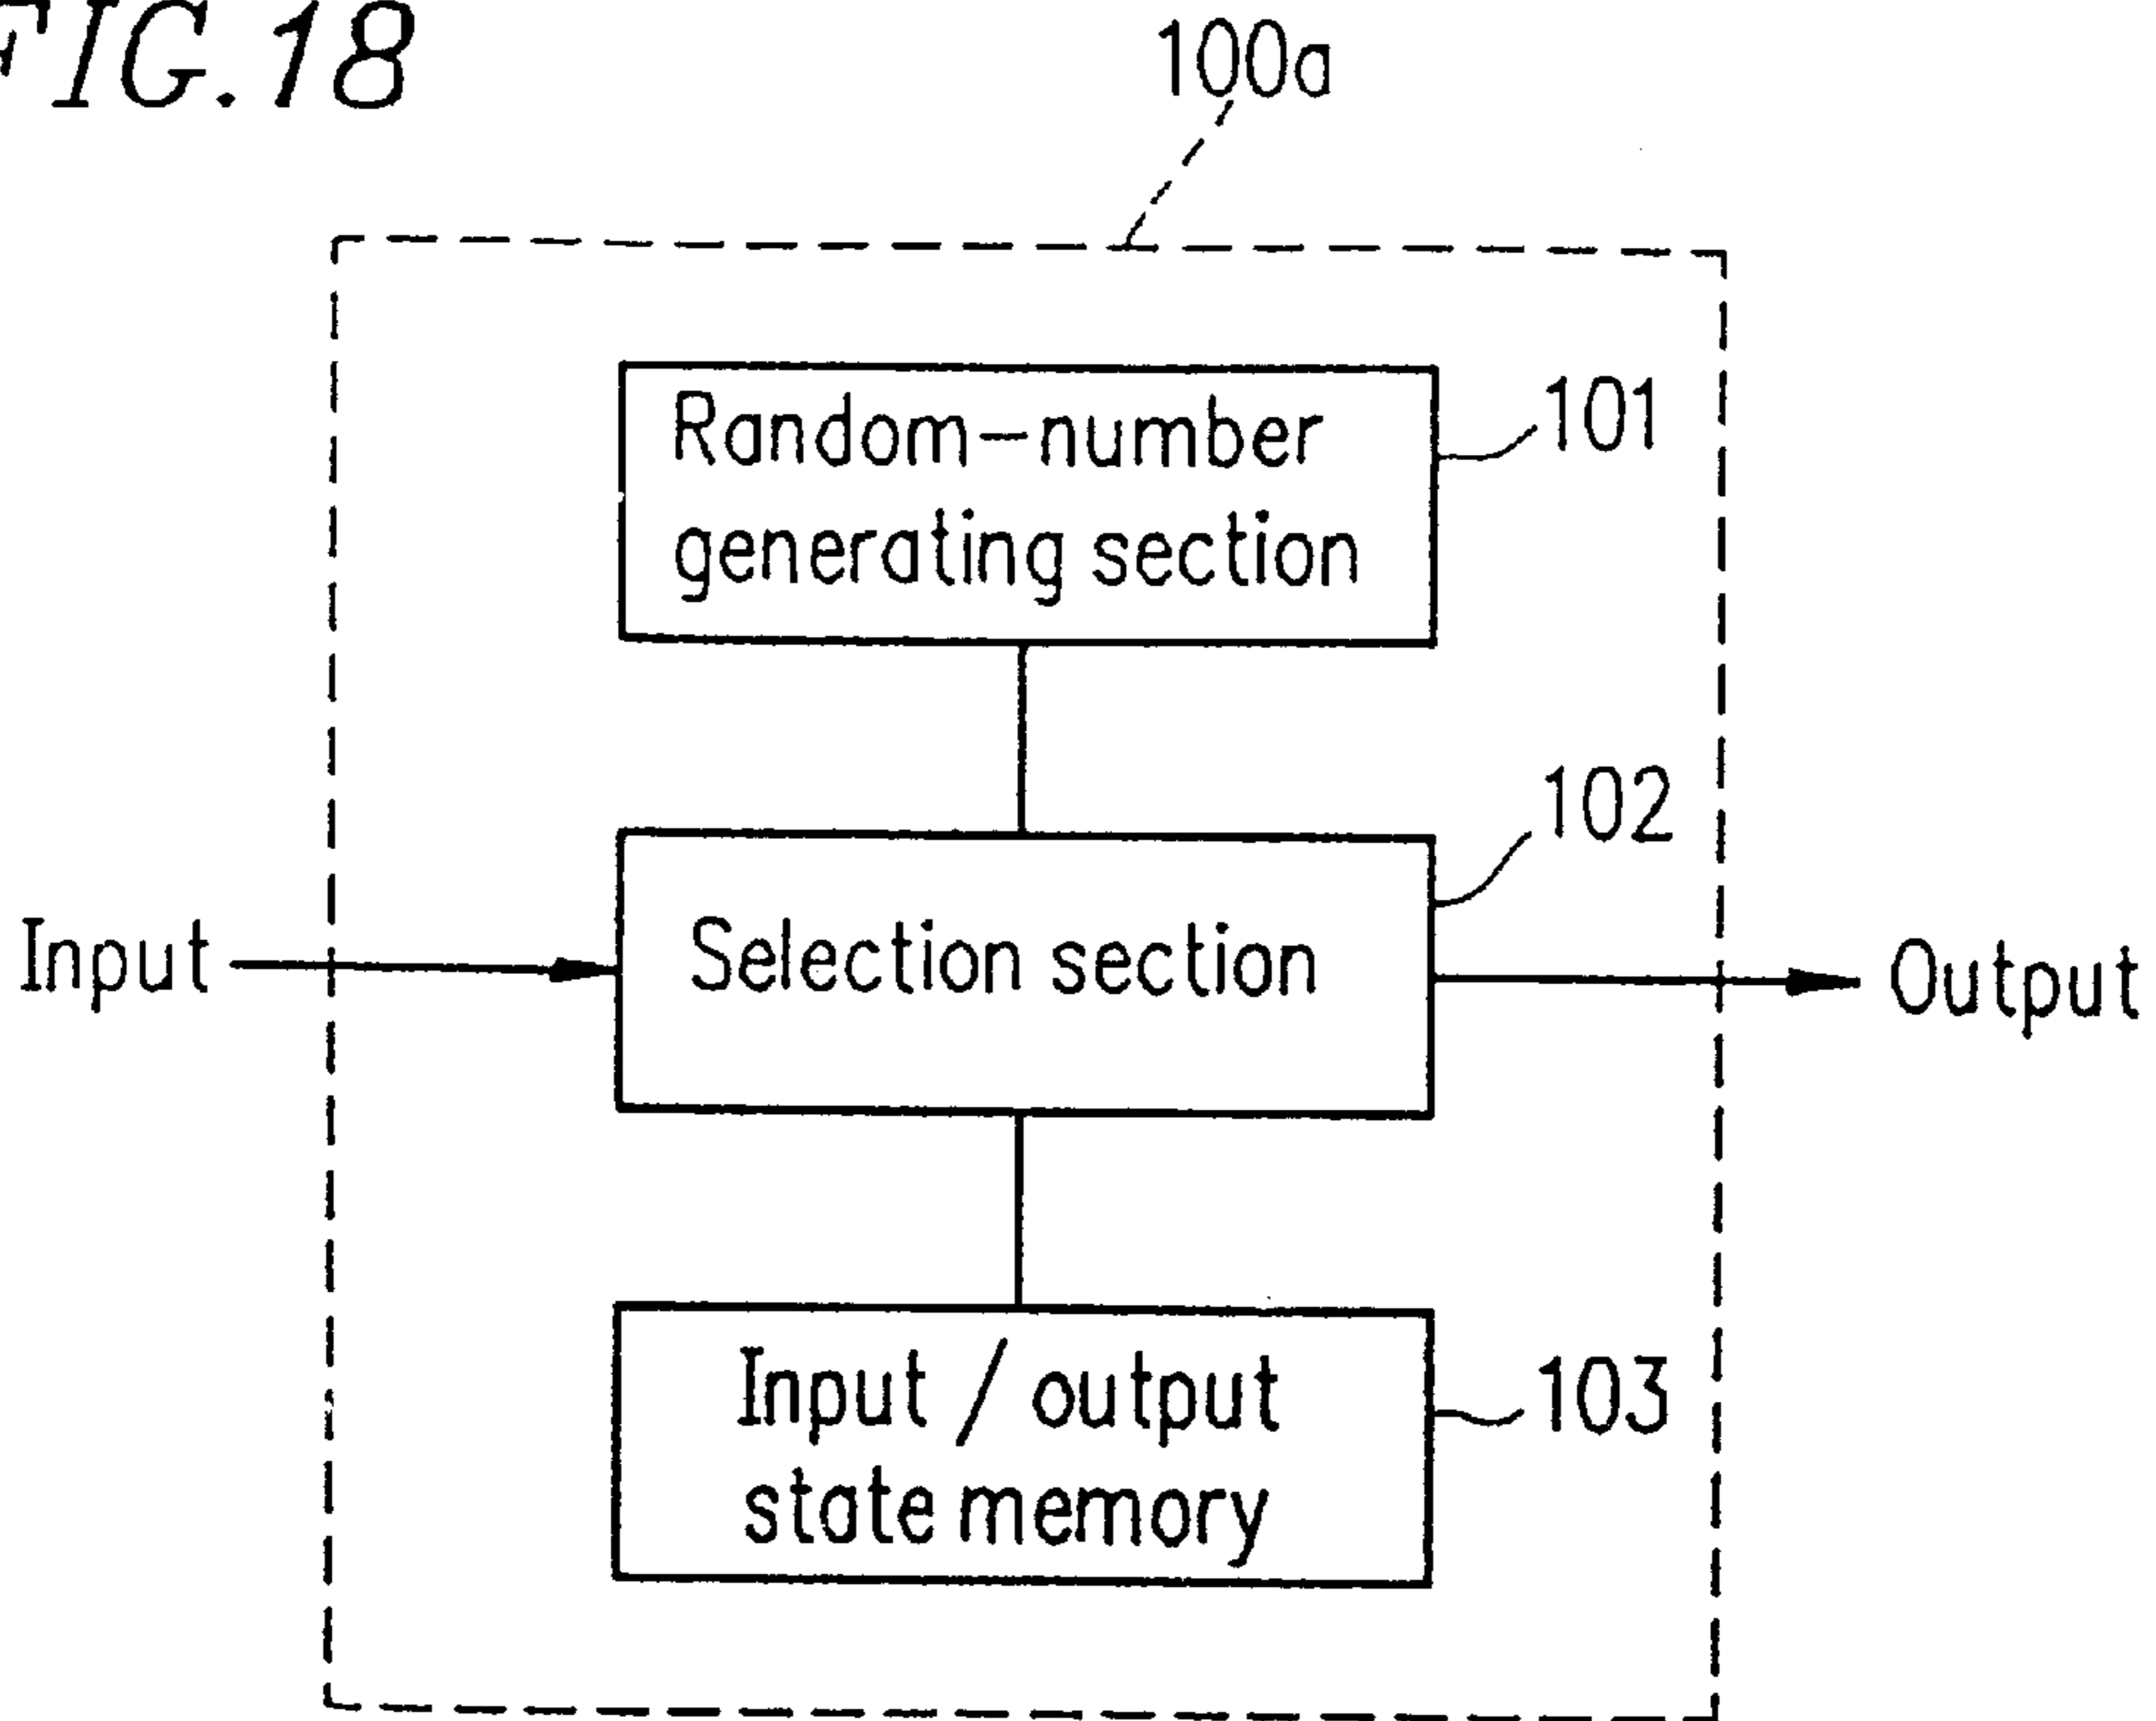 FIG.18
100a
Random-number
generating section
101
102
Input
Selection section
Output
Input / output
state memory
103